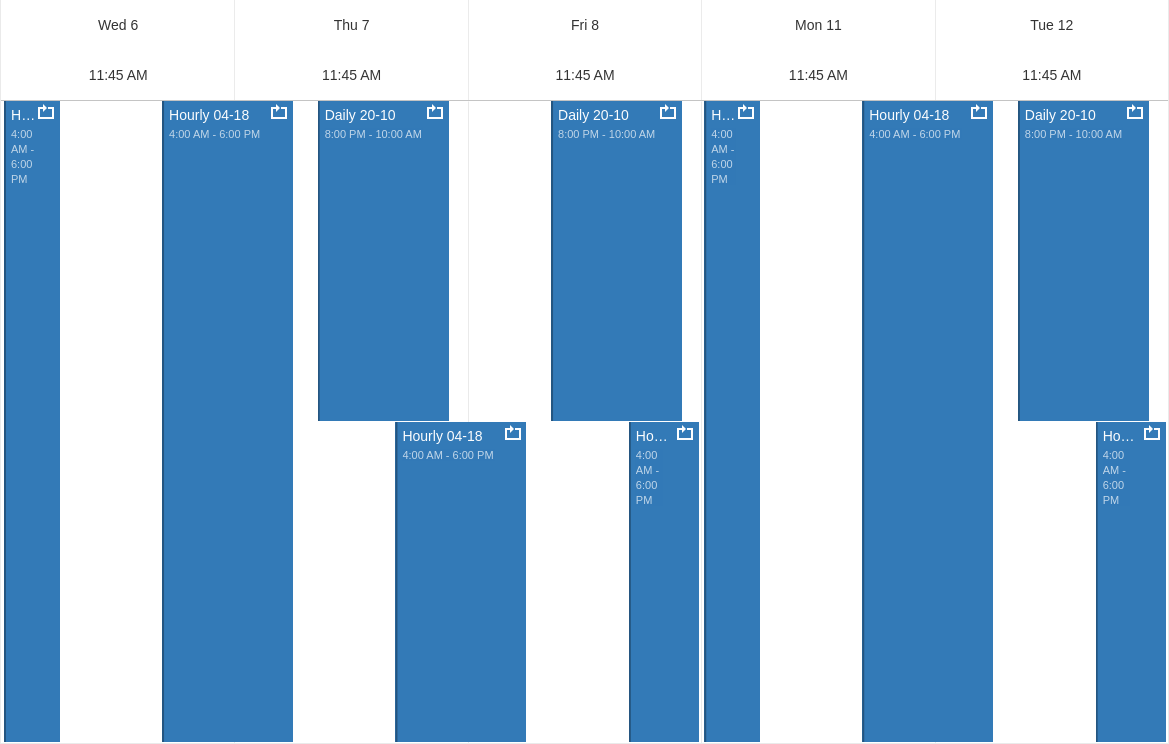 Wed 6 Thu 7 Fri 8 Mon 11 Tue 12
11:45 AM 11:45 AM 11:45 AM 11:45 AM 11:45 AM
H…
4:00
AM -
6:00
PM
Hourly 04-18
4:00 AM - 6:00 PM
Daily 20-10
8:00 PM - 10:00 AM
Daily 20-10
8:00 PM - 10:00 AM
H…
4:00
AM -
6:00
PM
Hourly 04-18
4:00 AM - 6:00 PM
Daily 20-10
8:00 PM - 10:00 AM
Hourly 04-18
4:00 AM - 6:00 PM
Ho…
4:00
AM -
6:00
PM
Ho…
4:00
AM -
6:00
PM